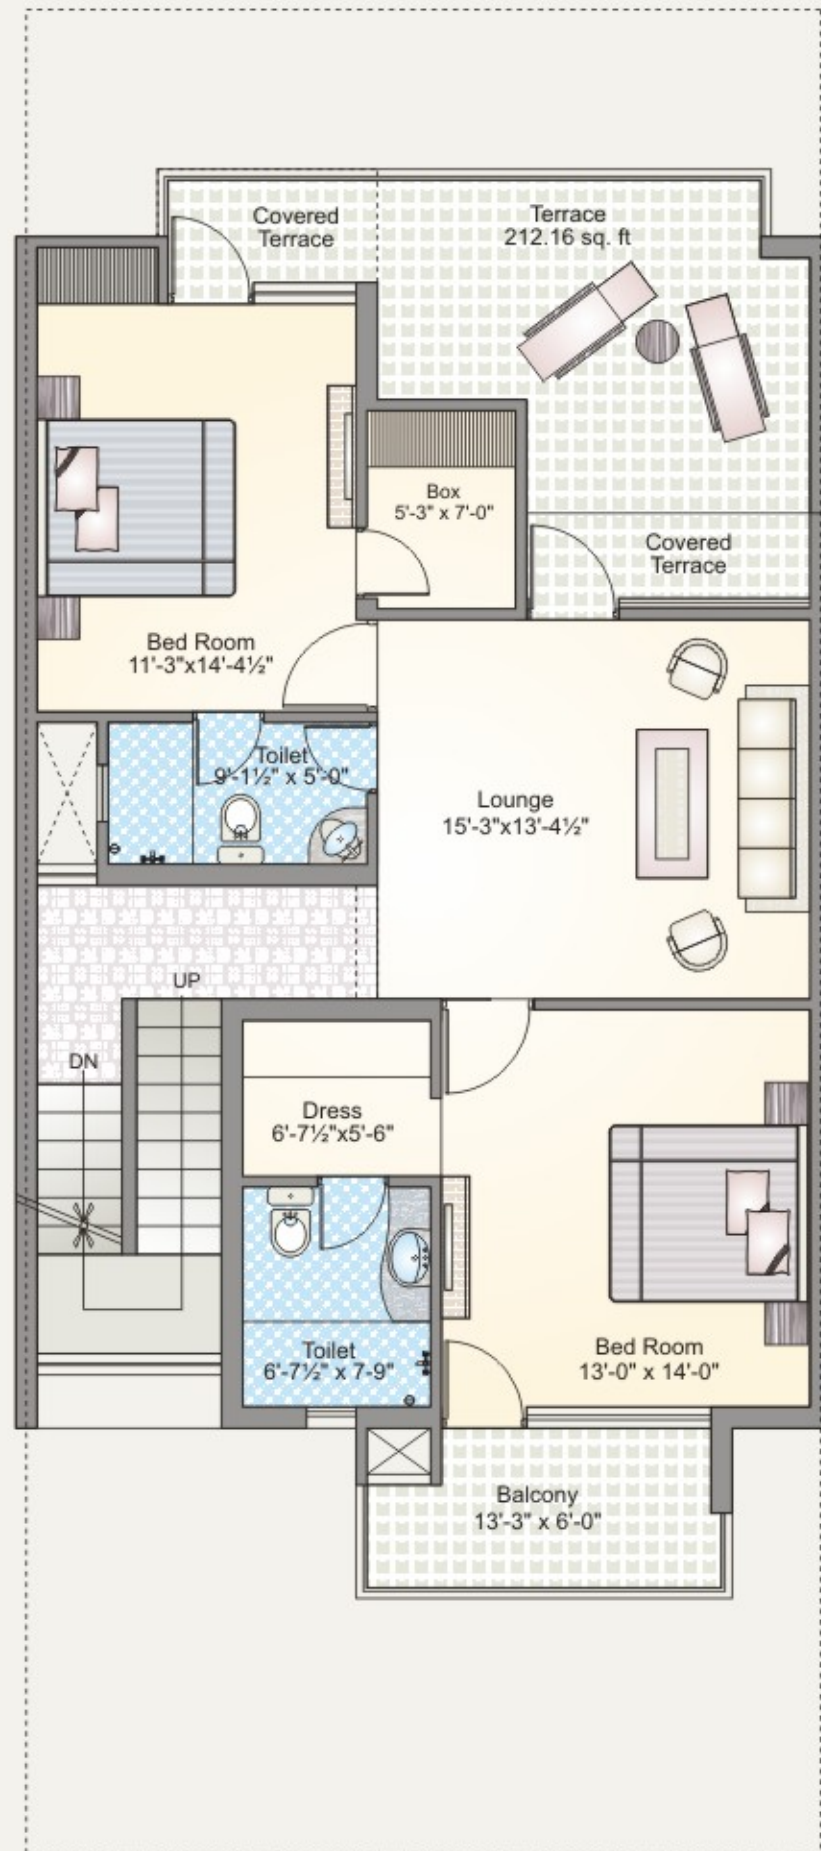 Covered
Terrace
Terrace
212.16 sq. ft
Box
5'-3" x 7'-0"
Covered
Terrace
Bed Room
11'-3"x14'-4½"
Toilet
9'-1½" x 5'-0"
Lounge
15'-3"x13'-4½"
UP
DN
Dress
6'-7½"x5'-6"
Toilet
6'-7½" x 7-9"
Bed Room
13'-0" x 14'-0"
Balcony
13'-3" x 6'-0"